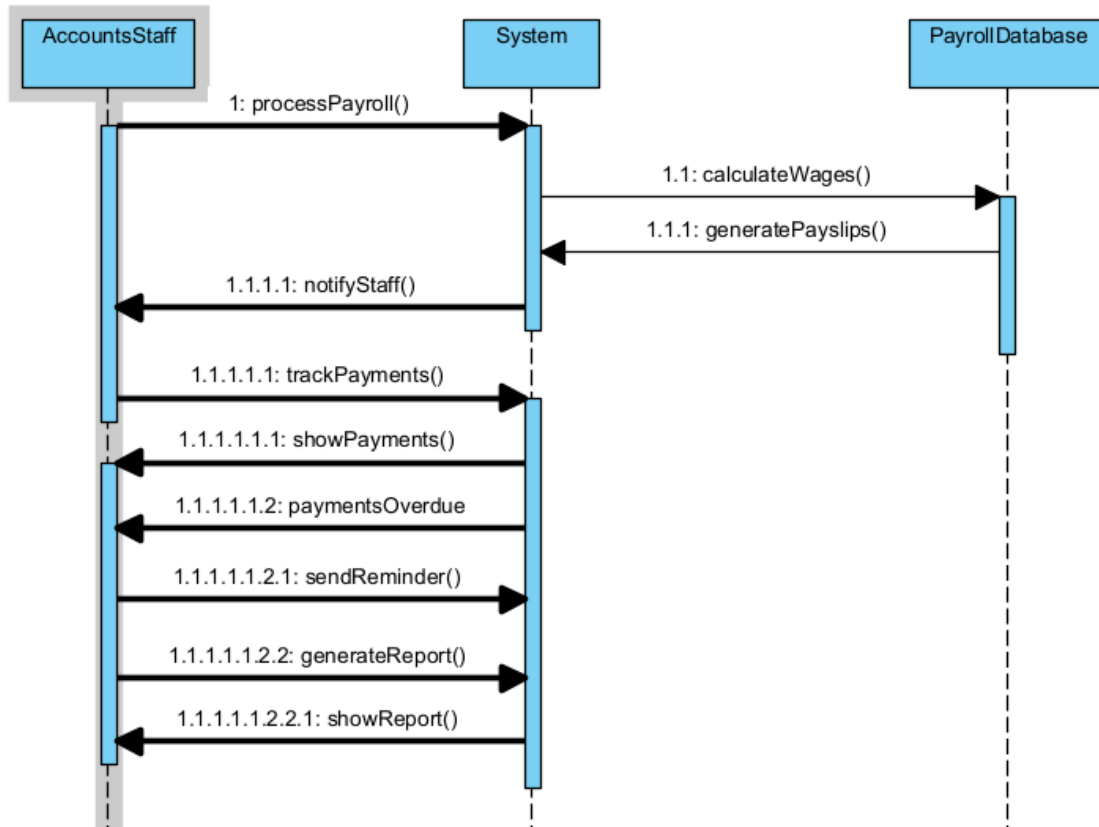 AccountsStaff
System
PayrollDatabase
1: processPayroll()
1.1: calculateWages()
1.1.1: generatePayslips()
1.1.1.1: notifyStaff()
1.1.1.1.1: trackPayments()
1.1.1.1.1.1: showPayments()
1.1.1.1.1.2: paymentsOverdue
1.1.1.1.1.2.1: sendReminder()
1.1.1.1.1.2.2: generateReport()
1.1.1.1.1.2.2.1: showReport()